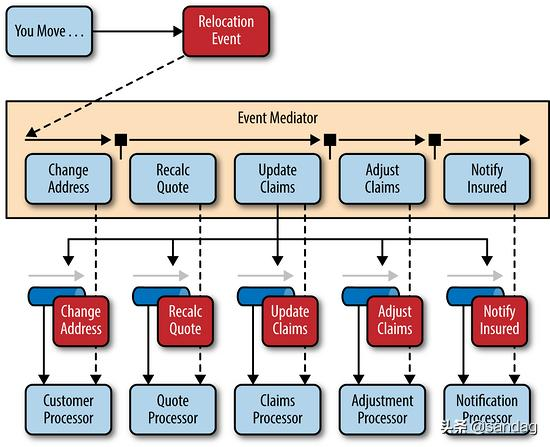 You Move . . .
Relocation
Event
Event Mediator
Change
Address
Recalc
Quote
Update
Claims
Adjust
Claims
Notify
Insured
Change
Address
Recalc
Quote
Update
Claims
Adjust
Claims
Notify
Insured
Customer
Processor
Quote
Processor
Claims
Processor
Adjustment
Processor
Notification
Processor
头条 @sandag